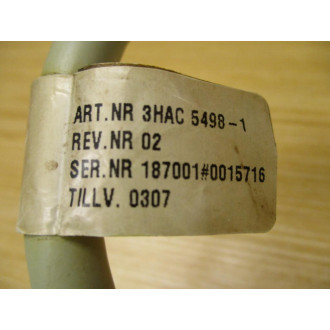 ART.NR 3HAC 5498-1
REV.NR 02
SER.NR 187001#0015716
TILLV. 0307